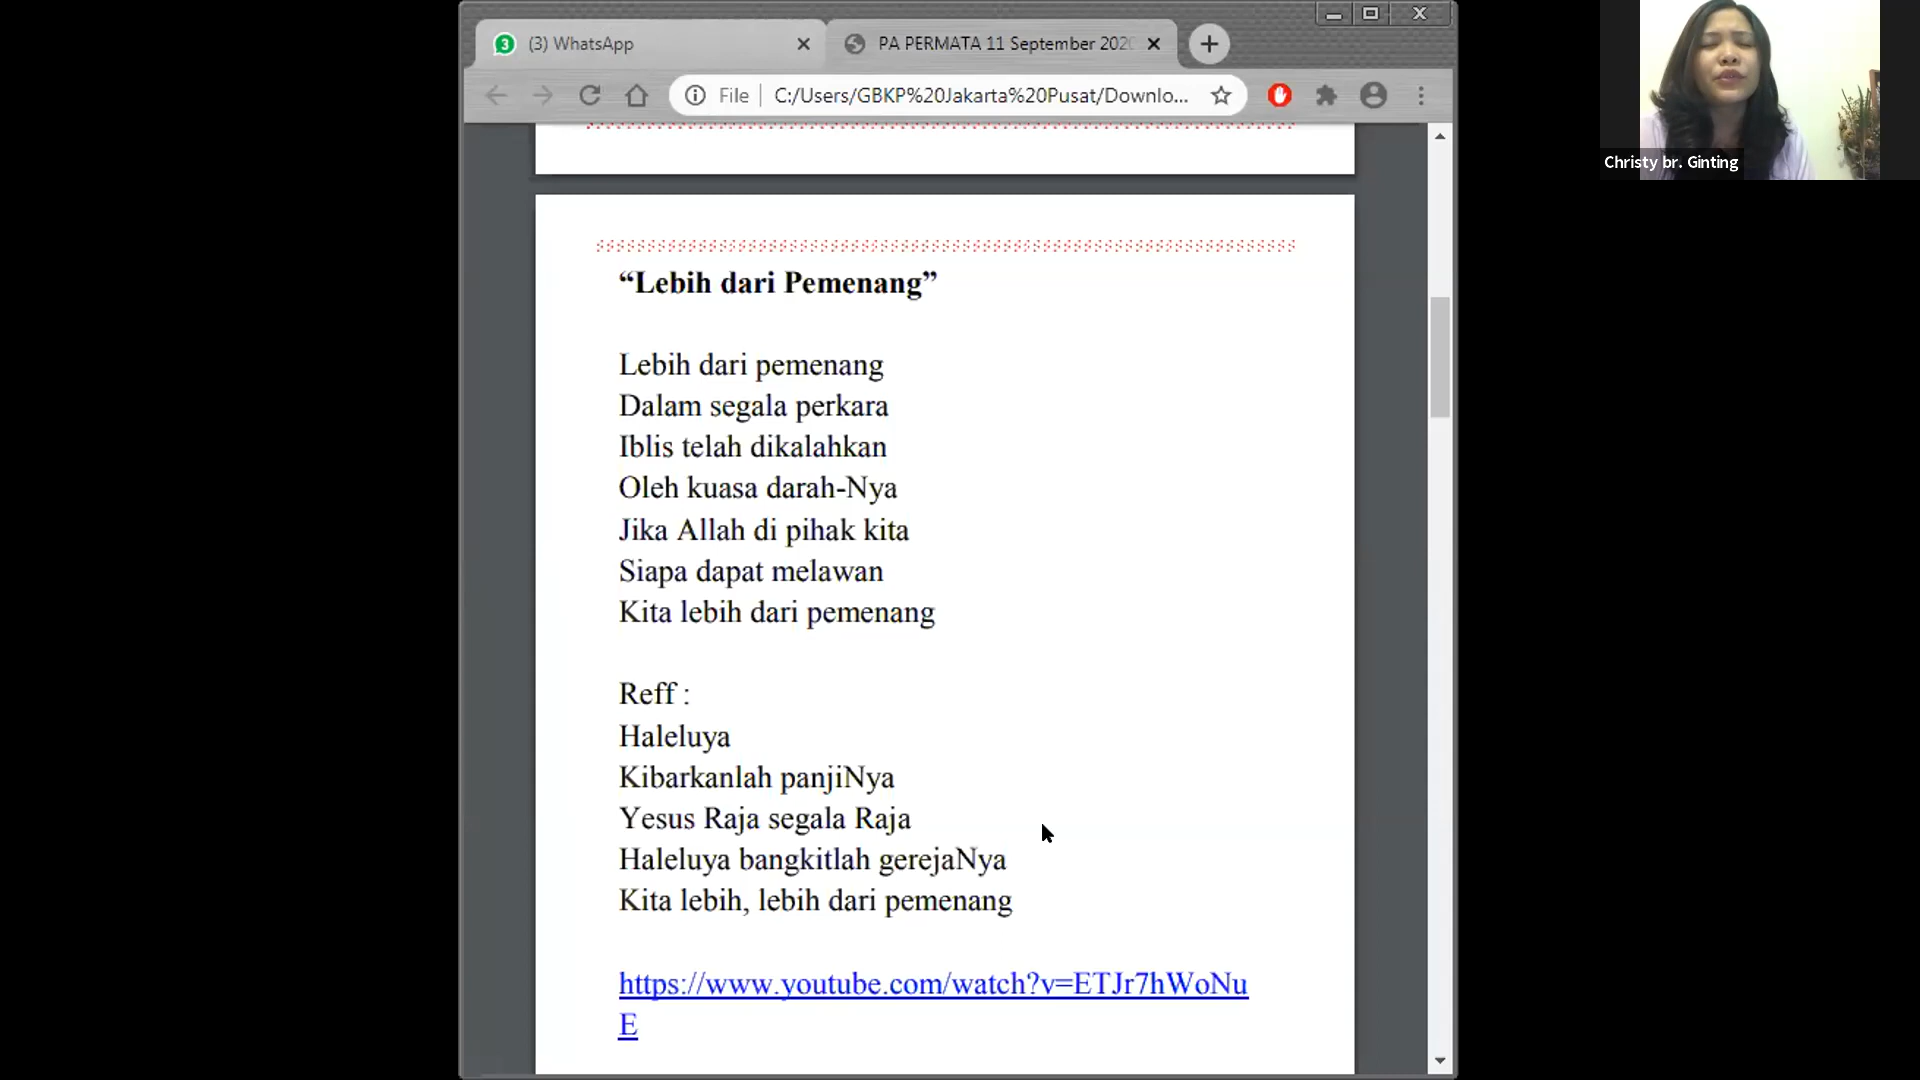 3 (3) WhatsApp
PA PERMATA 11 September 2020
File C:/Users/GBKP%20Jakarta%20Pusat/Downlo...
Christy br. Ginting
“Lebih dari Pemenang”
Lebih dari pemenang
Dalam segala perkara
Iblis telah dikalahkan
Oleh kuasa darah-Nya
Jika Allah di pihak kita
Siapa dapat melawan
Kita lebih dari pemenang
Reff :
Haleluya
Kibarkanlah panjiNya
Yesus Raja segala Raja
Haleluya bangkitlah gerejaNya
Kita lebih, lebih dari pemenang
https://www.youtube.com/watch?v=ETJr7hWoNu
E